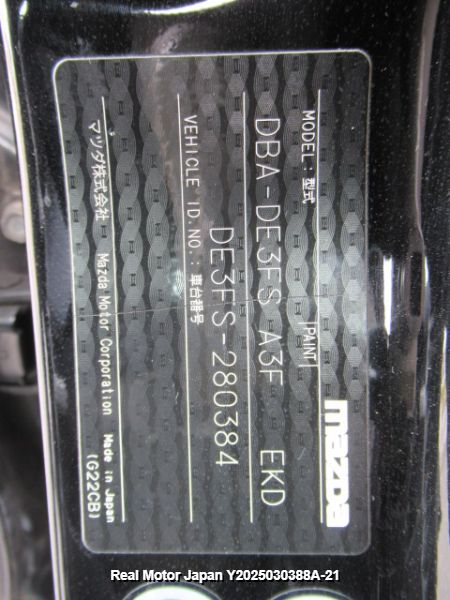 mazda
MODEL:型式 |PAINT|
DBA-DE3FS A3F EKD
VEHICLE ID.NO.:車台番号
DE3FS-280384
マツダ株式会社 Mazda Motor Corporation Made in Japan
(G22CB)
Real Motor Japan Y2025030388A-21